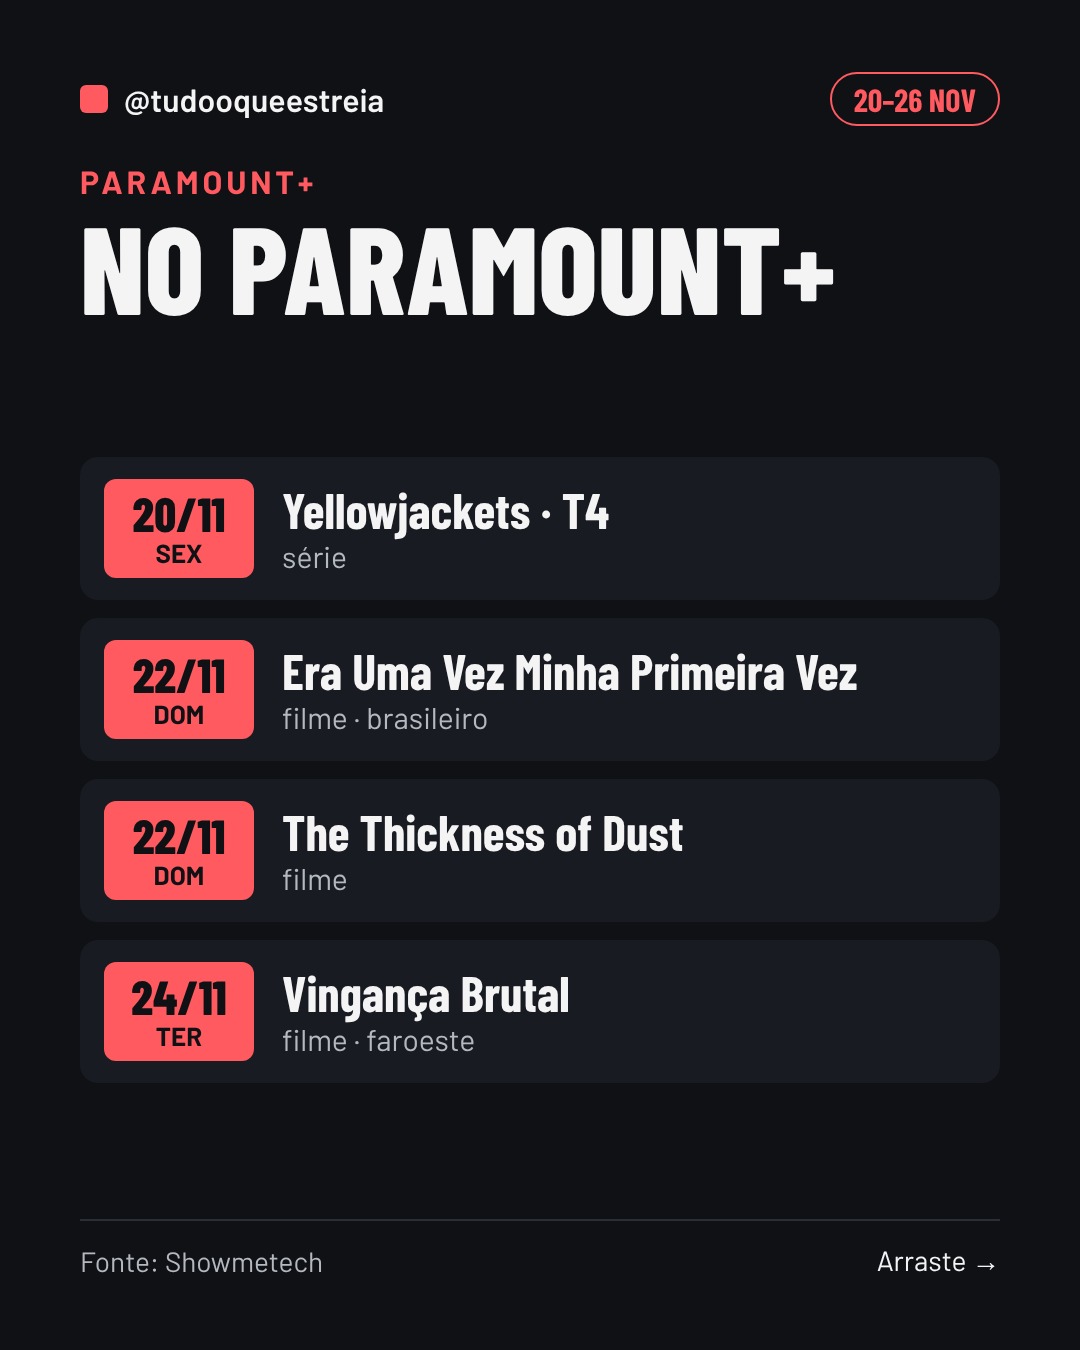 @tudooqueestreia
20–26 NOV
PARAMOUNT+
NO PARAMOUNT+
20/11
SEX
Yellowjackets · T4
série
22/11
DOM
Era Uma Vez Minha Primeira Vez
filme · brasileiro
22/11
DOM
The Thickness of Dust
filme
24/11
TER
Vingança Brutal
filme · faroeste
Fonte: Showmetech
Arraste →